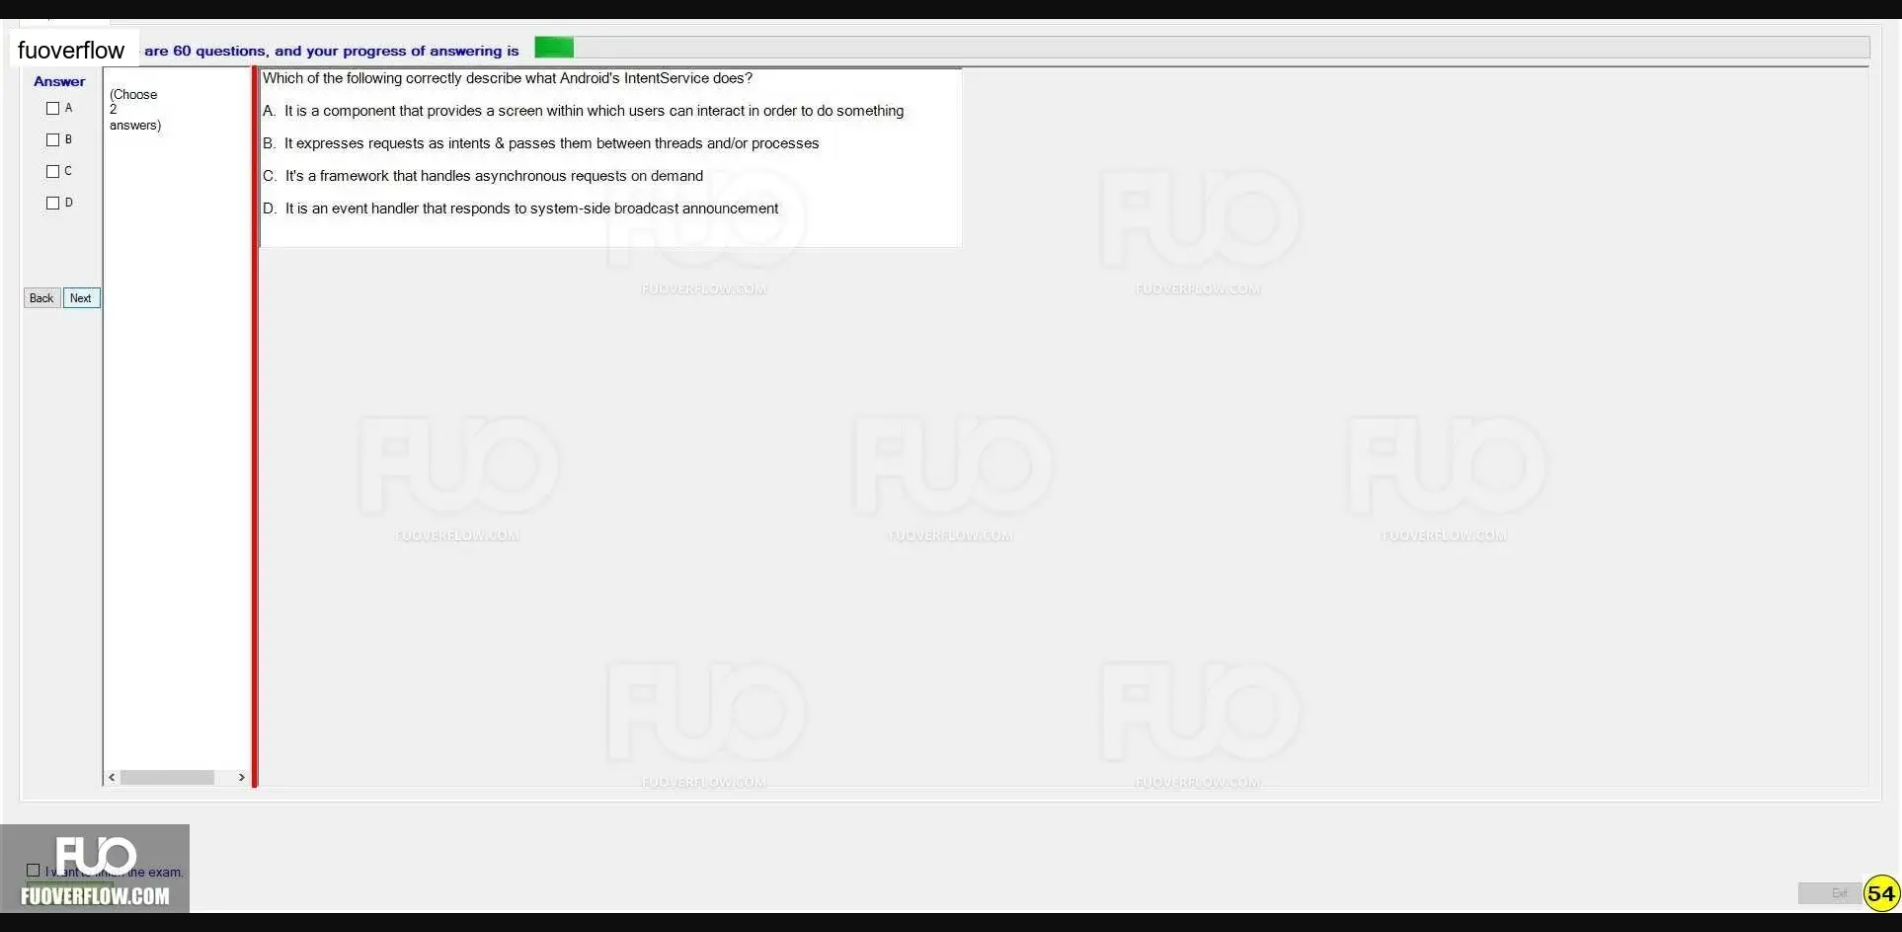 fuoverflow are 60 questions, and your progress of answering is
Answer
A
B
C
D
Back Next
(Choose
2
answers)
Which of the following correctly describe what Android's IntentService does?
A. It is a component that provides a screen within which users can interact in order to do something
B. It expresses requests as intents & passes them between threads and/or processes
C. It's a framework that handles asynchronous requests on demand
D. It is an event handler that responds to system-side broadcast announcement
FUO FUO
FUOVERFLOW.COM FUOVERFLOW.COM
FUO FUO FUO
FUOVERFLOW.COM FUOVERFLOW.COM FUOVERFLOW.COM
FUO FUO
FUOVERFLOW.COM FUOVERFLOW.COM
FUO
I want the exam.
FUOVERFLOW.COM
Exit 54